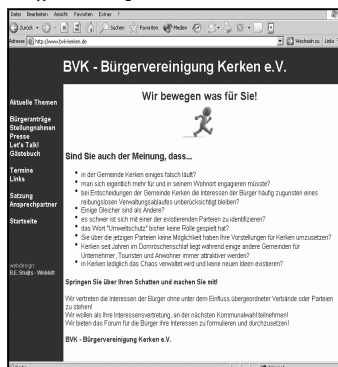 Datei Bearbeiten Ansicht Favoriten Extras ?
Zurück Suchen Favoriten Medien
Adresse http://www.bvk-kerken.de Wechseln zu Links
BVK - Bürgervereinigung Kerken e.V.
Aktuelle Themen
Bürgeranträge
Stellungnahmen
Presse
Let's Talk!
Gästebuch
Termine
Links
Satzung
Ansprechpartner
Startseite
webdesign:
Wir bewegen was für Sie!
Sind Sie auch der Meinung, dass...
in der Gemeinde Kerken einiges falsch läuft?
man sich eigentlich mehr für und in seinem Wohnort engagieren müsste?
bei Entscheidungen der Gemeinde Kerken die Interessen der Bürger häufig zugunsten eines
reibungslosen Verwaltungsablaufes unberücksichtigt bleiben?
Einige Gleicher sind als Andere?
es schwer ist sich mit einer der existierenden Parteien zu identifizieren?
das Wort "Umweltschutz" bisher keine Rolle gespielt hat?
Sie über die jetzigen Parteien keine Möglichkeit haben Ihre Vorstellungen für Kerken umzusetzen?
Kerken seit Jahren im Dornröschenschlaf liegt während einige andere Gemeinden für
Unternehmer, Touristen und Anwohner immer attraktiver werden?
in Kerken lediglich das Chaos verwaltet wird und keine neuen Ideen existieren?
Springen Sie über Ihren Schatten und machen Sie mit!
Wir vertreten die Interessen der Bürger ohne unter dem Einfluss übergeordneter Verbände oder Parteien
zu stehen!
Wir wollen als Ihre Interessensvertretung, an der nächsten Kommunalwahl teilnehmen!
Wir bieten das Forum für die Bürger ihre Interessen zu formulieren und durchzusetzen!
BVK - Bürgervereinigung Kerken e.V.